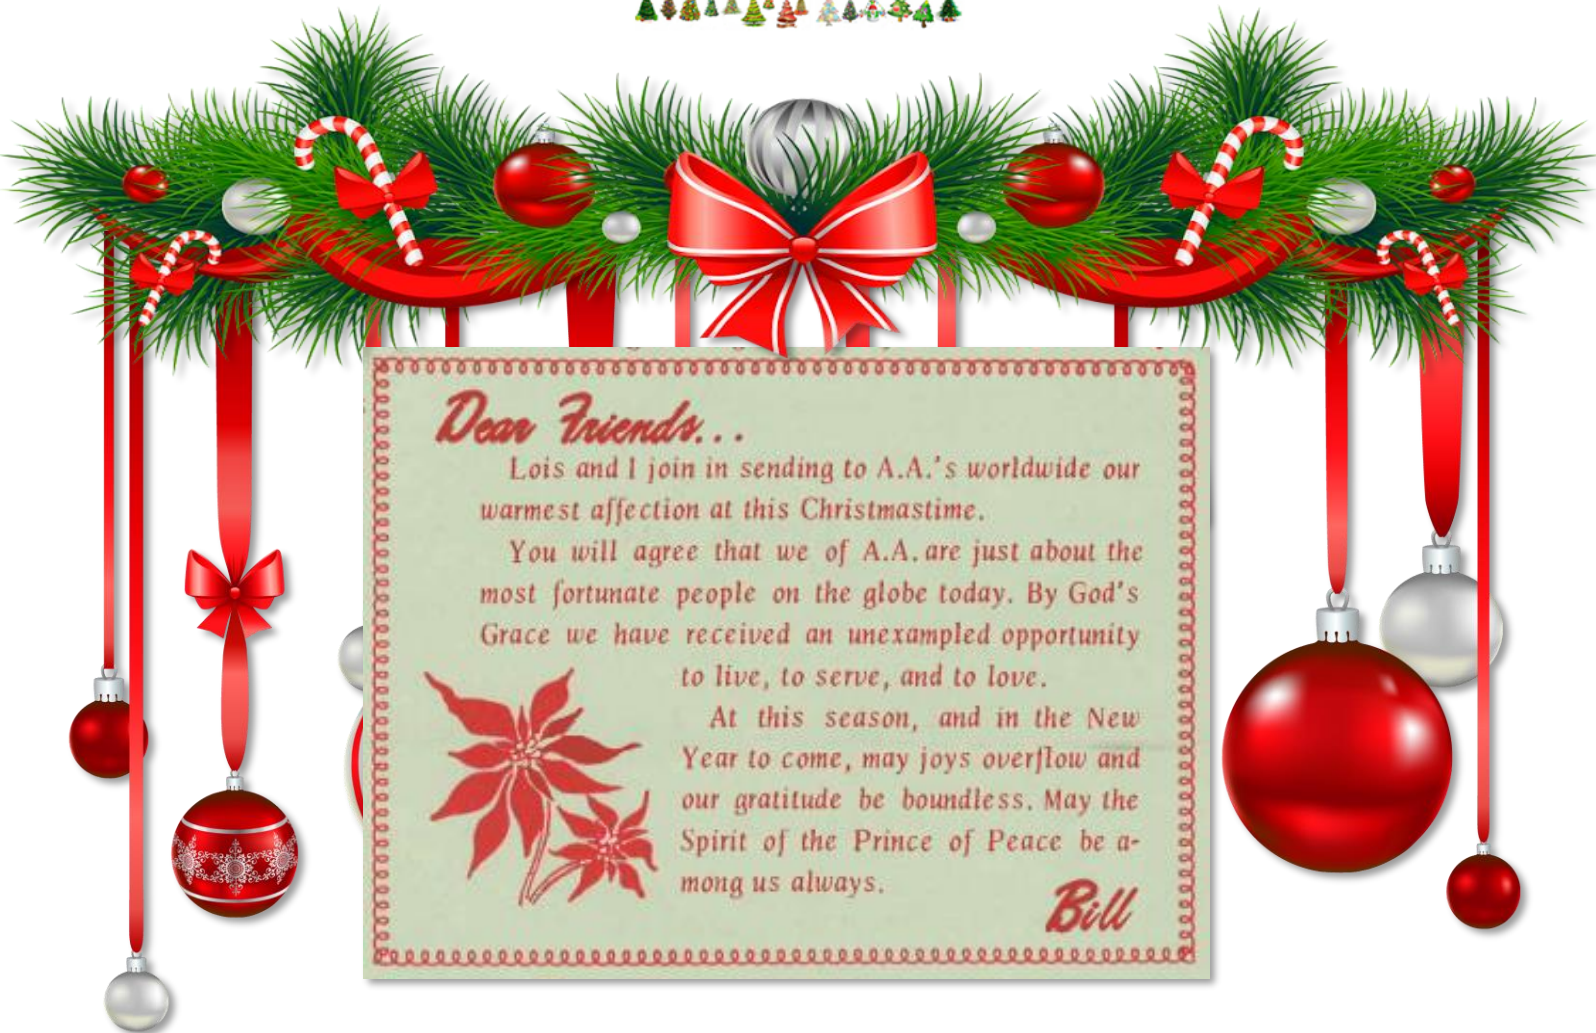 Dear Friends...
Lois and I join in sending to A.A.'s worldwide our
warmest affection at this Christmastime.
You will agree that we of A.A. are just about the
most fortunate people on the globe today. By God's
Grace we have received an unexampled opportunity
to live, to serve, and to love.
At this season, and in the New
Year to come, may joys overflow and
our gratitude be boundless. May the
Spirit of the Prince of Peace be a-
mong us always.
Bill